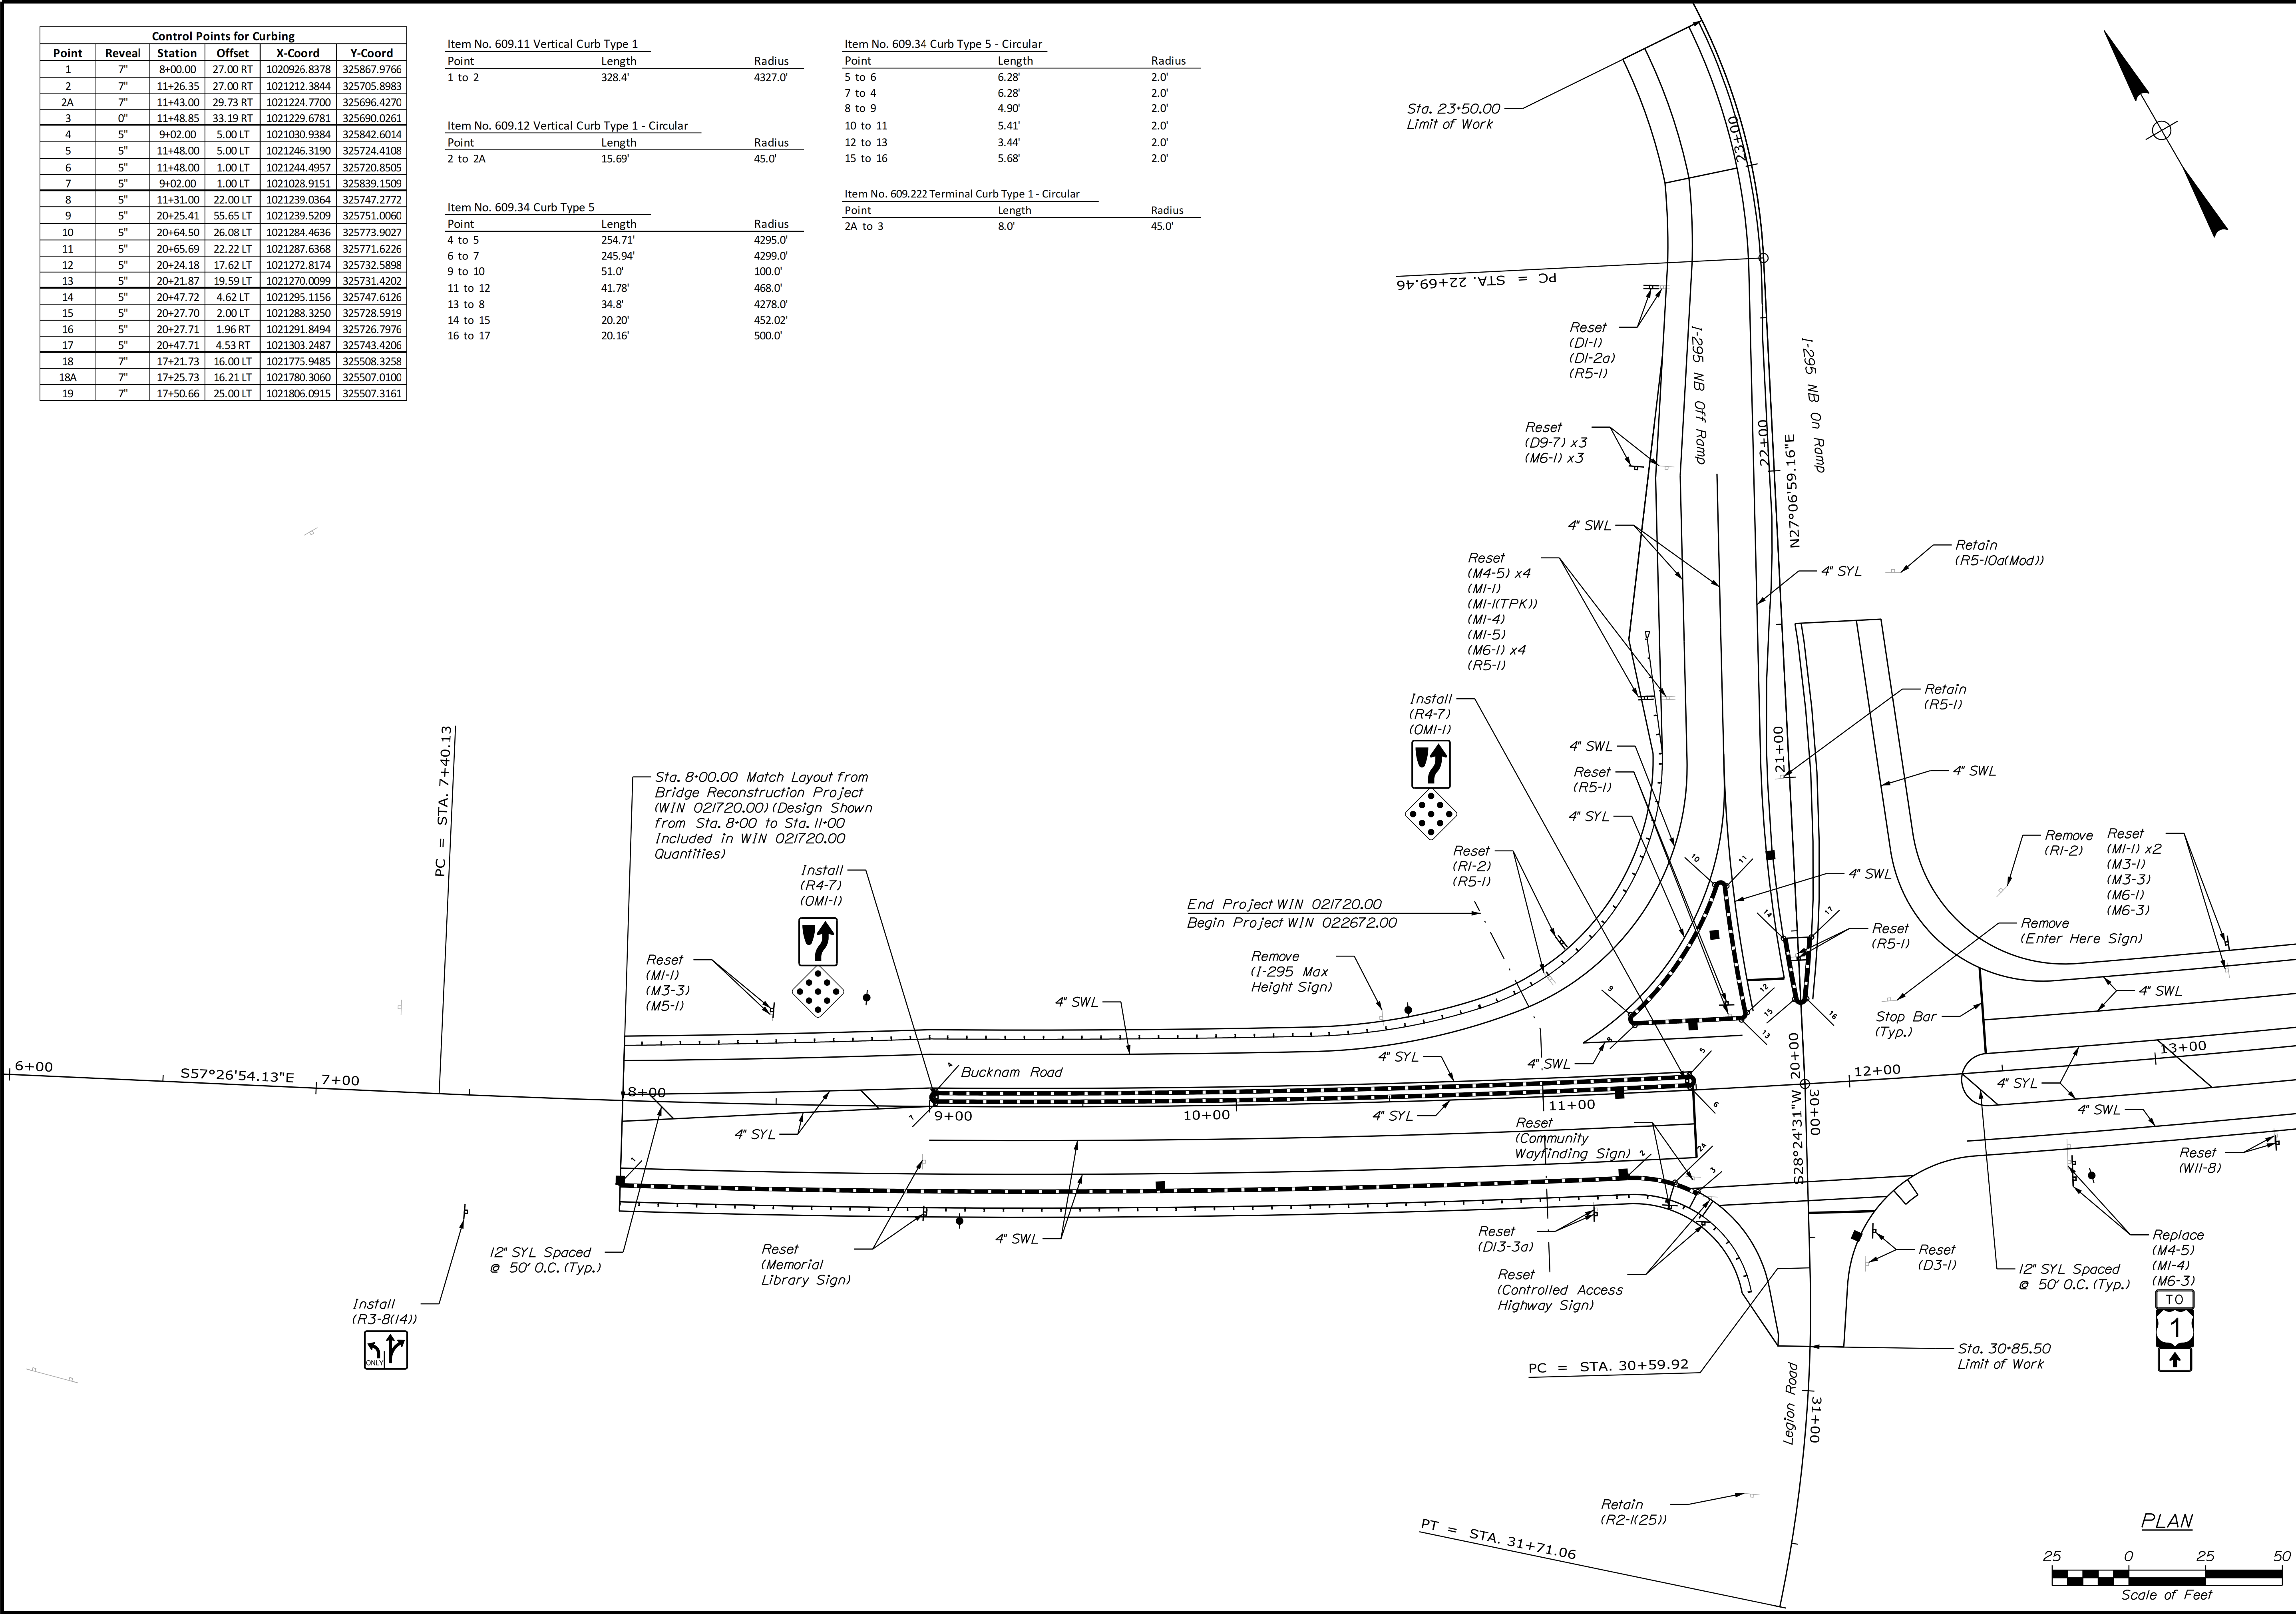 Control Points for Curbing
Point Reveal Station Offset X-Coord Y-Coord
1 7" 8+00.00 27.00 RT 1020926.8378 325867.9766
2 7" 11+26.35 27.00 RT 1021212.3844 325705.8983
2A 7" 11+43.00 29.73 RT 1021224.7700 325696.4270
3 0" 11+48.85 33.19 RT 1021229.6781 325690.0261
4 5" 9+02.00 5.00 LT 1021030.9384 325842.6014
5 5" 11+48.00 5.00 LT 1021246.3190 325724.4108
6 5" 11+48.00 1.00 LT 1021244.4957 325720.8505
7 5" 9+02.00 1.00 LT 1021028.9151 325839.1509
8 5" 11+31.00 22.00 LT 1021239.0364 325747.2772
9 5" 20+25.41 55.65 LT 1021239.5209 325751.0060
10 5" 20+64.50 26.08 LT 1021284.4636 325773.9027
11 5" 20+65.69 22.22 LT 1021287.6368 325771.6226
12 5" 20+24.18 17.62 LT 1021272.8174 325732.5898
13 5" 20+21.87 19.59 LT 1021270.0099 325731.4202
14 5" 20+47.72 4.62 LT 1021295.1156 325747.6126
15 5" 20+27.70 2.00 LT 1021288.3250 325728.5919
16 5" 20+27.71 1.96 RT 1021291.8494 325726.7976
17 5" 20+47.71 4.53 RT 1021303.2487 325743.4206
18 7" 17+21.73 16.00 LT 1021775.9485 325508.3258
18A 7" 17+25.73 16.21 LT 1021780.3060 325507.0100
19 7" 17+50.66 25.00 LT 1021806.0915 325507.3161
Item No. 609.11 Vertical Curb Type 1
Point Length Radius
1 to 2 328.4' 4327.0'
Item No. 609.12 Vertical Curb Type 1 - Circular
Point Length Radius
2 to 2A 15.69' 45.0'
Item No. 609.34 Curb Type 5
Point Length Radius
4 to 5 254.71' 4295.0'
6 to 7 245.94' 4299.0'
9 to 10 51.0' 100.0'
11 to 12 41.78' 468.0'
13 to 8 34.8' 4278.0'
14 to 15 20.20' 452.02'
16 to 17 20.16' 500.0'
Item No. 609.34 Curb Type 5 - Circular
Point Length Radius
5 to 6 6.28' 2.0'
7 to 4 6.28' 2.0'
8 to 9 4.90' 2.0'
10 to 11 5.41' 2.0'
12 to 13 3.44' 2.0'
15 to 16 5.68' 2.0'
Item No. 609.222 Terminal Curb Type 1 - Circular
Point Length Radius
2A to 3 8.0' 45.0'
Sta. 23+50.00
Limit of Work
23+00
PC = STA. 22+69.46
Reset
(D1-1)
(D1-2a)
(R5-1)
I-295 NB Off Ramp
I-295 NB On Ramp
Reset
(D9-7) x3
(M6-1) x3
22+00
N27°06'59.16"E
4" SWL
Reset
(M4-5) x4
(M1-1)
(M1-1(TPK))
(M1-4)
(M1-5)
(M6-1) x4
(R5-1)
4" SYL
Retain
(R5-10a(Mod))
Retain
(R5-1)
Install
(R4-7)
(OM1-1)
4" SWL
Reset
(R5-1)
4" SYL
21+00
4" SWL
PC = STA. 7+40.13
Sta. 8+00.00 Match Layout from
Bridge Reconstruction Project
(WIN 021720.00) (Design Shown
from Sta. 8+00 to Sta. 11+00
Included in WIN 021720.00
Quantities)
Install
(R4-7)
(OM1-1)
Reset
(R1-2)
(R5-1)
End Project WIN 021720.00
Begin Project WIN 022672.00
Remove
(I-295 Max
Height Sign)
10
11
4" SWL
14
17
Reset
(R5-1)
Remove
(R1-2)
Reset
(M1-1) x2
(M3-1)
(M3-3)
(M6-1)
(M6-3)
Remove
(Enter Here Sign)
Reset
(M1-1)
(M3-3)
(M5-1)
4" SWL
9
12
15
16
8
13
Stop Bar
(Typ.)
4" SWL
6+00
S57°26'54.13"E
7+00
8+00
4
Bucknam Road
4" SYL
4" SWL
5
20+00
12+00
13+00
4" SYL
4" SYL
7
9+00
10+00
4" SYL
11+00
6
30+00
S28°24'31"W
4" SWL
Reset
(Community
Wayfinding Sign)
1
2
2A
3
Reset
(W11-8)
12" SYL Spaced
@ 50' O.C. (Typ.)
Reset
(Memorial
Library Sign)
4" SWL
Reset
(D13-3a)
Reset
(Controlled Access
Highway Sign)
Reset
(D3-1)
12" SYL Spaced
@ 50' O.C. (Typ.)
Replace
(M4-5)
(M1-4)
(M6-3)
TO
1
Install
(R3-8(14))
ONLY
PC = STA. 30+59.92
Sta. 30+85.50
Limit of Work
Legion Road
31+00
Retain
(R2-1(25))
PT = STA. 31+71.06
PLAN
25 0 25 50
Scale of Feet